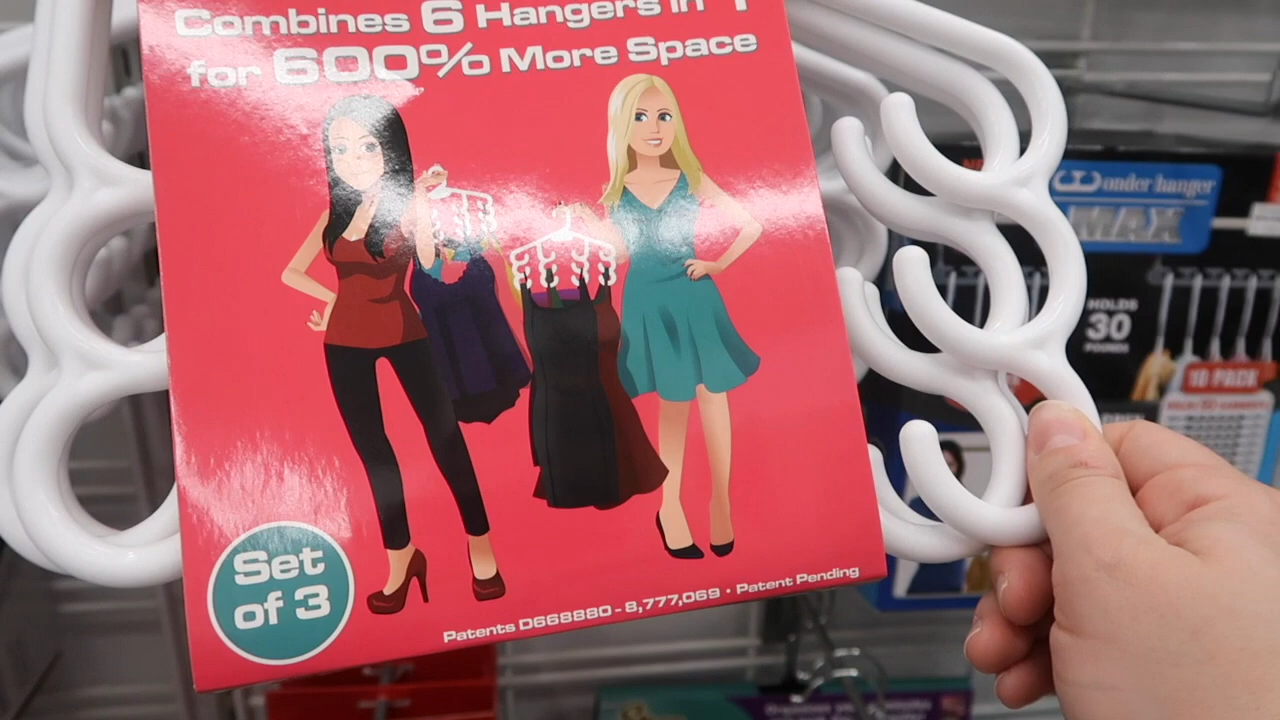 Combines 6 Hangers in 1
for 600% More Space
Set
of 3
Patents D668880 - 8,777,069 • Patent Pending
onder hanger
MAX
HOLDS
30
POUNDS
10 PACK